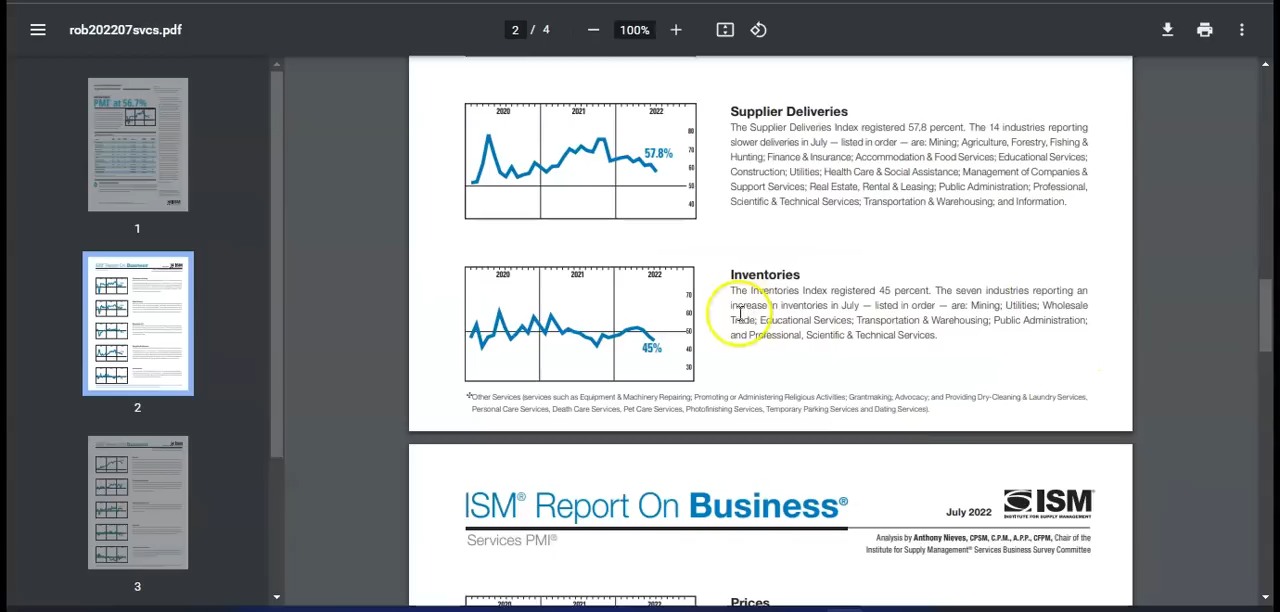 rob202207svcs.pdf
2 / 4
100%
PMI® at 56.7%
1
2
3
2020 2021 2022
80
70
60
50
40
57.8%
Supplier Deliveries
The Supplier Deliveries Index registered 57.8 percent. The 14 industries reporting
slower deliveries in July — listed in order — are: Mining; Agriculture, Forestry, Fishing &
Hunting; Finance & Insurance; Accommodation & Food Services; Educational Services;
Construction; Utilities; Health Care & Social Assistance; Management of Companies &
Support Services; Real Estate, Rental & Leasing; Public Administration; Professional,
Scientific & Technical Services; Transportation & Warehousing; and Information.
2020 2021 2022
70
60
50
40
30
45%
Inventories
The Inventories Index registered 45 percent. The seven industries reporting an
increase in inventories in July — listed in order — are: Mining; Utilities; Wholesale
Trade; Educational Services; Transportation & Warehousing; Public Administration;
and Professional, Scientific & Technical Services.
✢Other Services (services such as Equipment & Machinery Repairing; Promoting or Administering Religious Activities; Grantmaking; Advocacy; and Providing Dry-Cleaning & Laundry Services,
Personal Care Services, Death Care Services, Pet Care Services, Photofinishing Services, Temporary Parking Services and Dating Services).
ISM® Report On Business®
Services PMI®
July 2022
ISM®
INSTITUTE FOR SUPPLY MANAGEMENT®
Analysis by Anthony Nieves, CPSM, C.P.M., A.P.P., CFPM, Chair of the
Institute for Supply Management® Services Business Survey Committee
2020 2021 2022
Prices